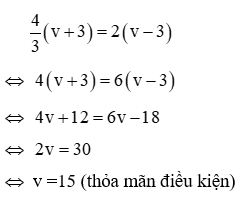 4/3(v+3)=2(v−3)
⇔ 4(v+3)=6(v−3)
⇔ 4v+12=6v−18
⇔ 2v=30
⇔ v =15 (thỏa mãn điều kiện)